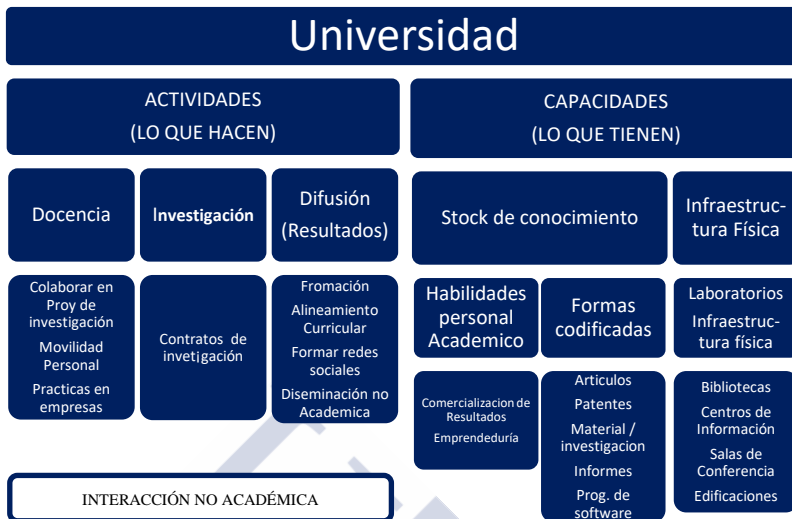 Universidad
ACTIVIDADES
(LO QUE HACEN)
CAPACIDADES
(LO QUE TIENEN)
Docencia
Investigación
Difusión
(Resultados)
Stock de conocimiento
Infraestruc-
tura Física
Colaborar en
Proy de
investigación
Movilidad
Personal
Practicas en
empresas
Contratos de
invetigación
Fromación
Alineamiento
Curricular
Formar redes
sociales
Diseminación no
Academica
Habilidades
personal
Academico
Formas
codificadas
Laboratorios
Infraestruc-
tura física
Comercializacion de
Resultados
Emprendeduría
Articulos
Patentes
Material /
investigacion
Informes
Prog. de
software
Bibliotecas
Centros de
Información
Salas de
Conferencia
Edificaciones
INTERACCIÓN NO ACADÉMICA